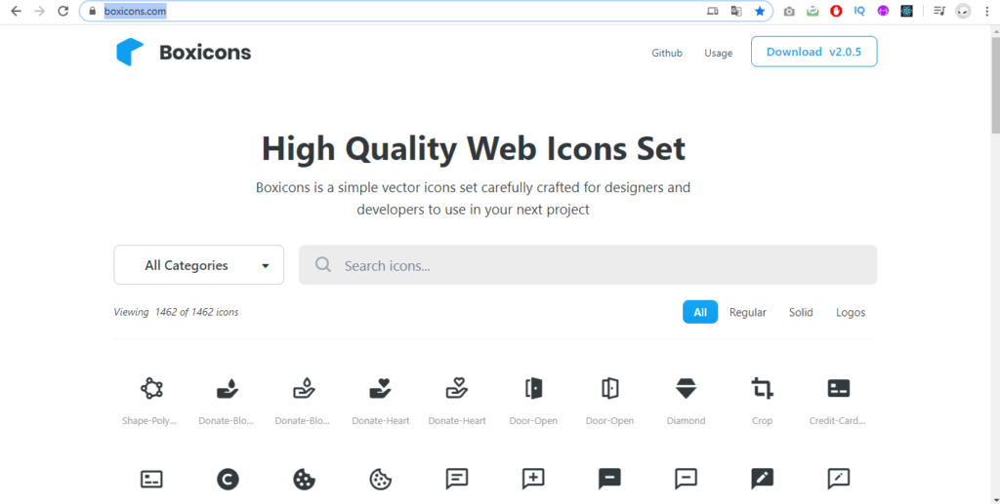 boxicons.com
Boxicons
Github Usage Download v2.0.5
High Quality Web Icons Set
Boxicons is a simple vector icons set carefully crafted for designers and
developers to use in your next project
All Categories Search icons...
Viewing 1462 of 1462 icons All Regular Solid Logos
Shape-Poly... Donate-Blo... Donate-Blo... Donate-Heart Donate-Heart Door-Open Door-Open Diamond Crop Credit-Card...